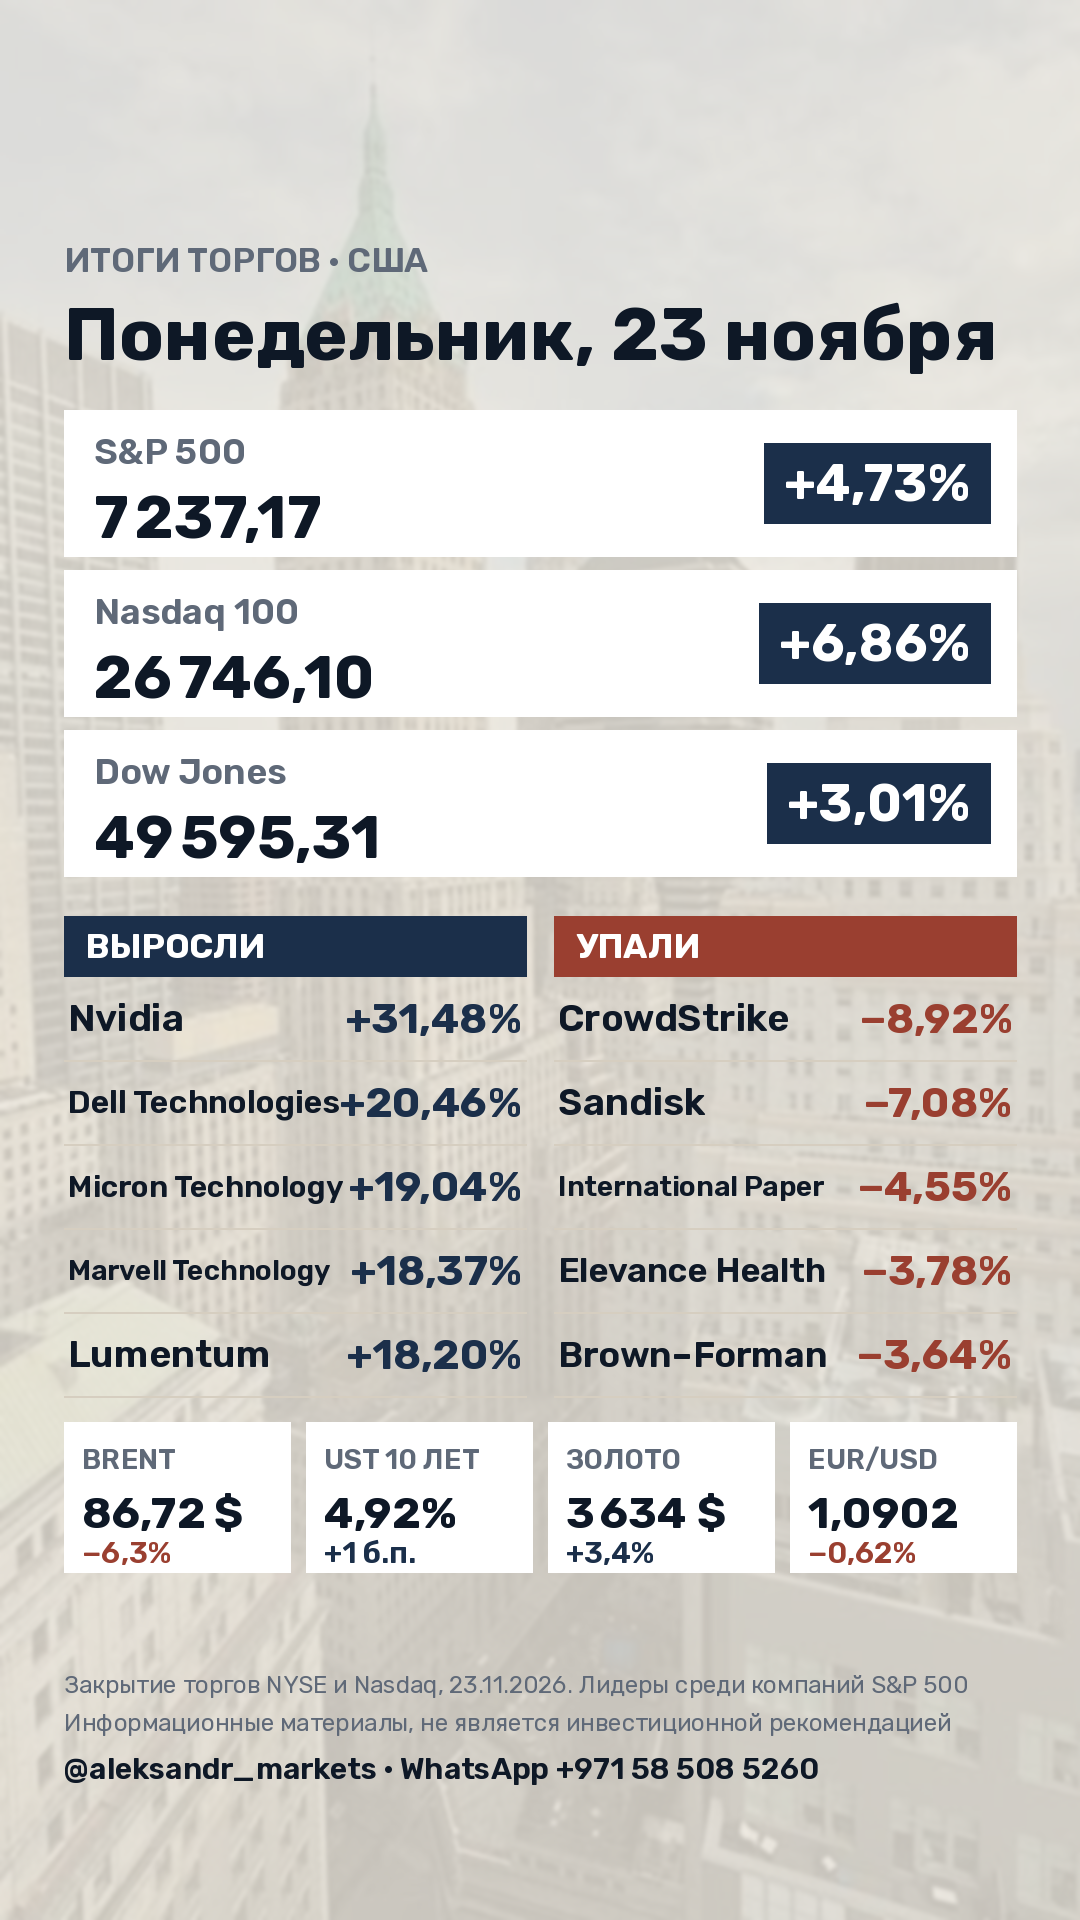 ИТОГИ ТОРГОВ • США
Понедельник, 23 ноября
S&P 500
7 237,17
+4,73%
Nasdaq 100
26 746,10
+6,86%
Dow Jones
49 595,31
+3,01%
ВЫРОСЛИ
Nvidia +31,48%
Dell Technologies +20,46%
Micron Technology +19,04%
Marvell Technology +18,37%
Lumentum +18,20%
УПАЛИ
CrowdStrike −8,92%
Sandisk −7,08%
International Paper −4,55%
Elevance Health −3,78%
Brown-Forman −3,64%
BRENT
86,72 $
−6,3%
UST 10 ЛЕТ
4,92%
+1 б.п.
ЗОЛОТО
3 634 $
+3,4%
EUR/USD
1,0902
−0,62%
Закрытие торгов NYSE и Nasdaq, 23.11.2026. Лидеры среди компаний S&P 500
Информационные материалы, не является инвестиционной рекомендацией
@aleksandr_markets • WhatsApp +971 58 508 5260